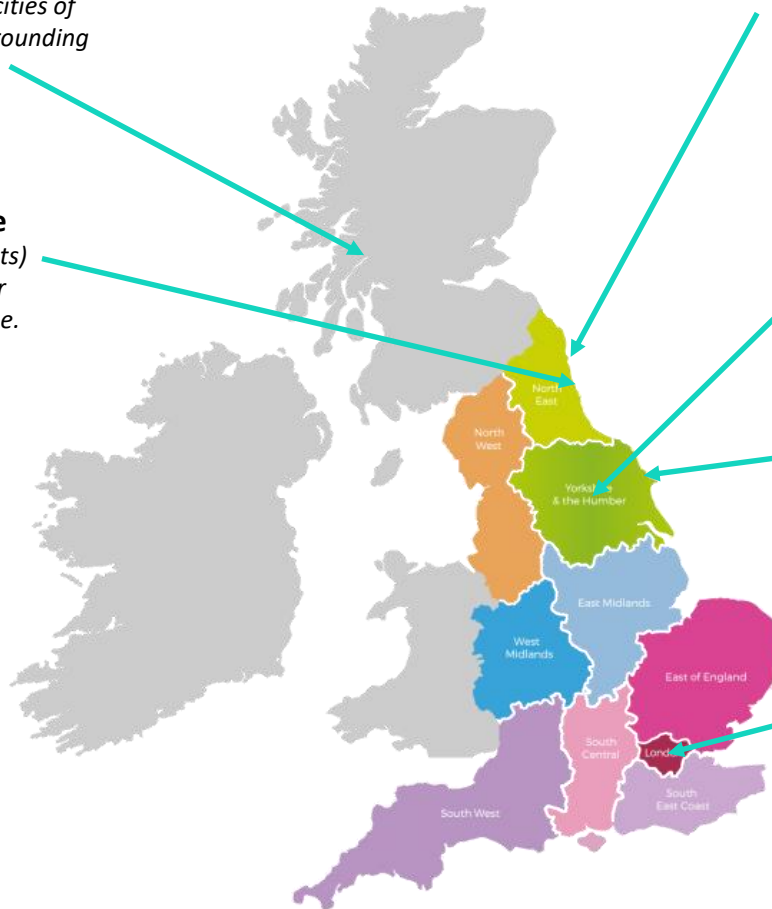 cities of
rounding
e
ts)
r
e.
North
East
North
West
Yorkshire
& the Humber
East Midlands
West
Midlands
East of England
South
Central
London
South
East Coast
South West